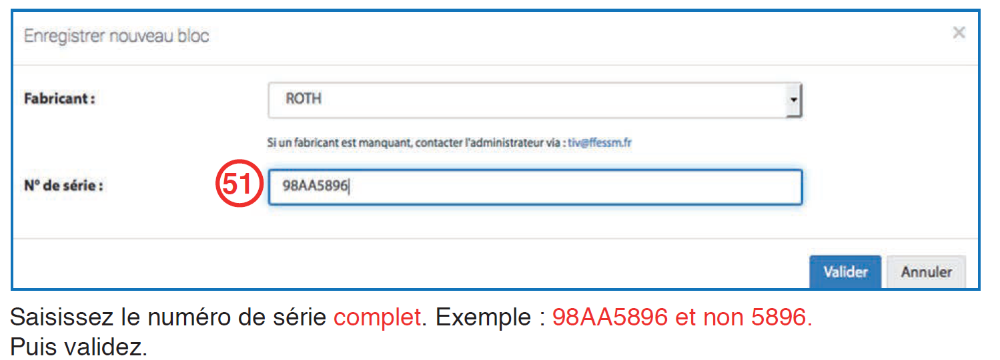 Enregistrer nouveau bloc ×
Fabricant : ROTH
Si un fabricant est manquant, contacter l'administrateur via : tiv@ffessm.fr
N° de série : 51 98AA5896
Valider Annuler
Saisissez le numéro de série complet. Exemple : 98AA5896 et non 5896.
Puis validez.